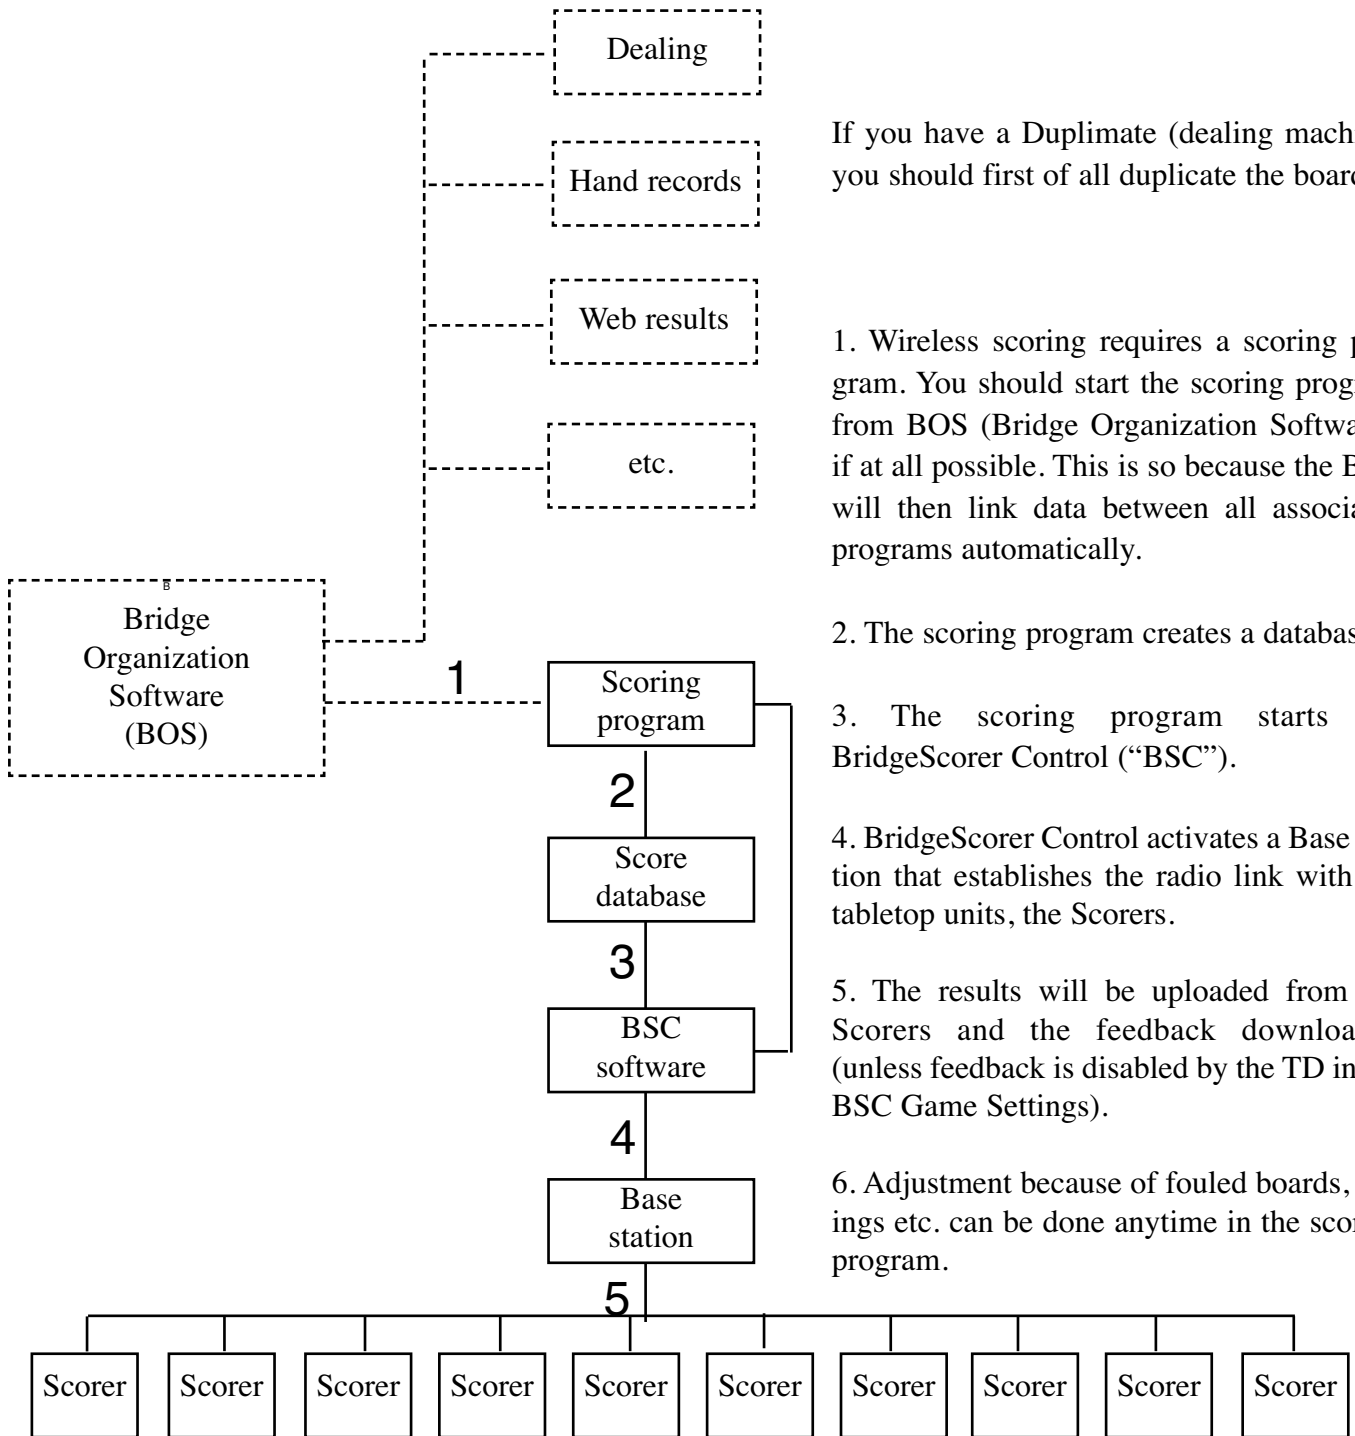 Dealing
Hand records
Web results
etc.
B
Bridge
Organization
Software
(BOS)
1
Scoring
program
2
Score
database
3
BSC
software
4
Base
station
5
Scorer Scorer Scorer Scorer Scorer Scorer Scorer Scorer Scorer Scorer
If you have a Duplimate (dealing mach
you should first of all duplicate the boar
1. Wireless scoring requires a scoring p
gram. You should start the scoring progr
from BOS (Bridge Organization Softwa
if at all possible. This is so because the B
will then link data between all associa
programs automatically.
2. The scoring program creates a databas
3. The scoring program starts
BridgeScorer Control (“BSC”).
4. BridgeScorer Control activates a Base
tion that establishes the radio link with
tabletop units, the Scorers.
5. The results will be uploaded from
Scorers and the feedback downloa
(unless feedback is disabled by the TD in
BSC Game Settings).
6. Adjustment because of fouled boards,
ings etc. can be done anytime in the scor
program.